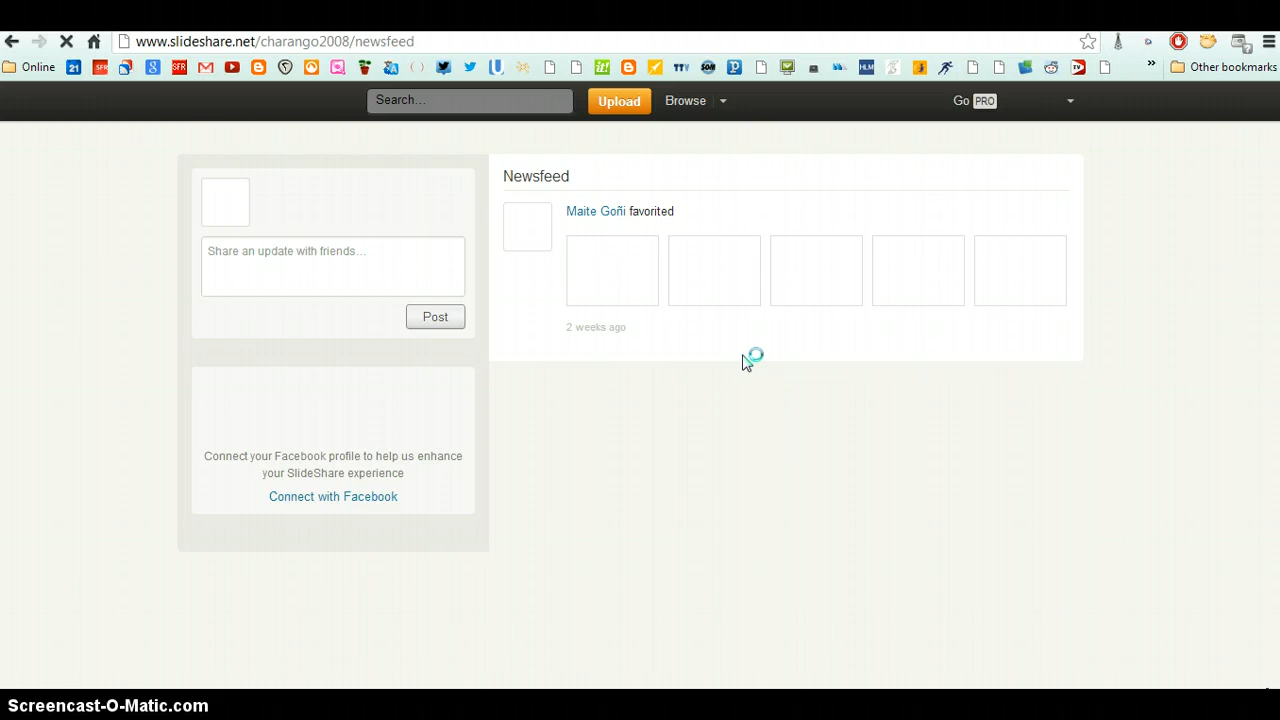 www.slideshare.net/charango2008/newsfeed
Online
Other bookmarks
Search...
Upload
Browse
Go PRO
Newsfeed
Maite Goñi favorited
2 weeks ago
Share an update with friends...
Post
Connect your Facebook profile to help us enhance
your SlideShare experience
Connect with Facebook
Screencast-O-Matic.com